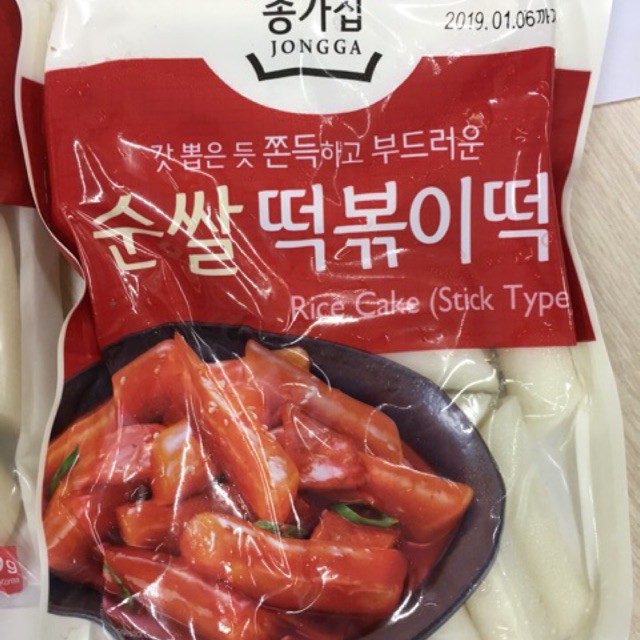 종가집
JONGGA
2019.01.06까지
갓 뽑은 듯 쫀득하고 부드러운
순쌀 떡볶이떡
Rice Cake (Stick Type
g
Korea